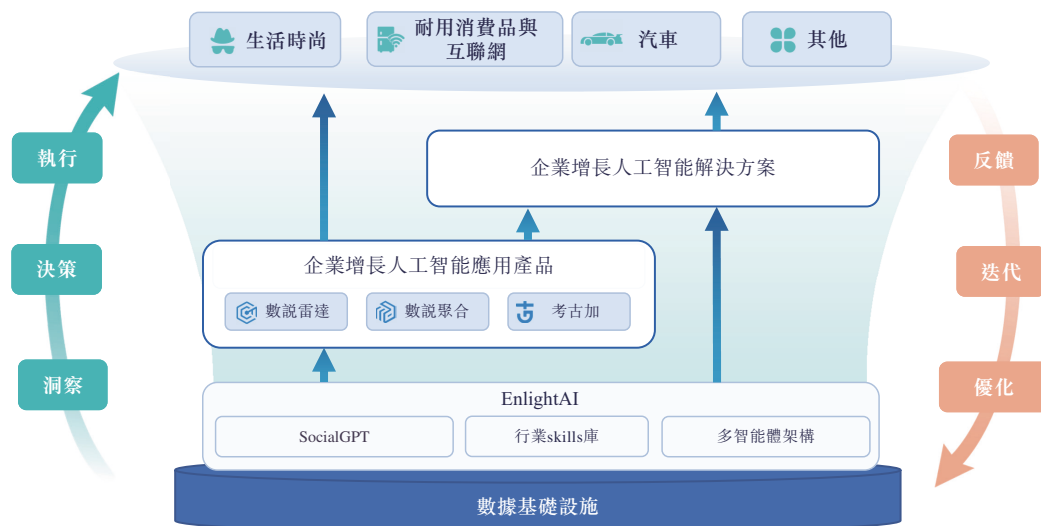 生活時尚
耐用消費品與
互聯網
汽車
其他
執行
決策
洞察
反饋
迭代
優化
企業增長人工智能解決方案
企業增長人工智能應用產品
數説雷達
數説聚合
考古加
EnlightAI
SocialGPT
行業skills庫
多智能體架構
數據基礎設施